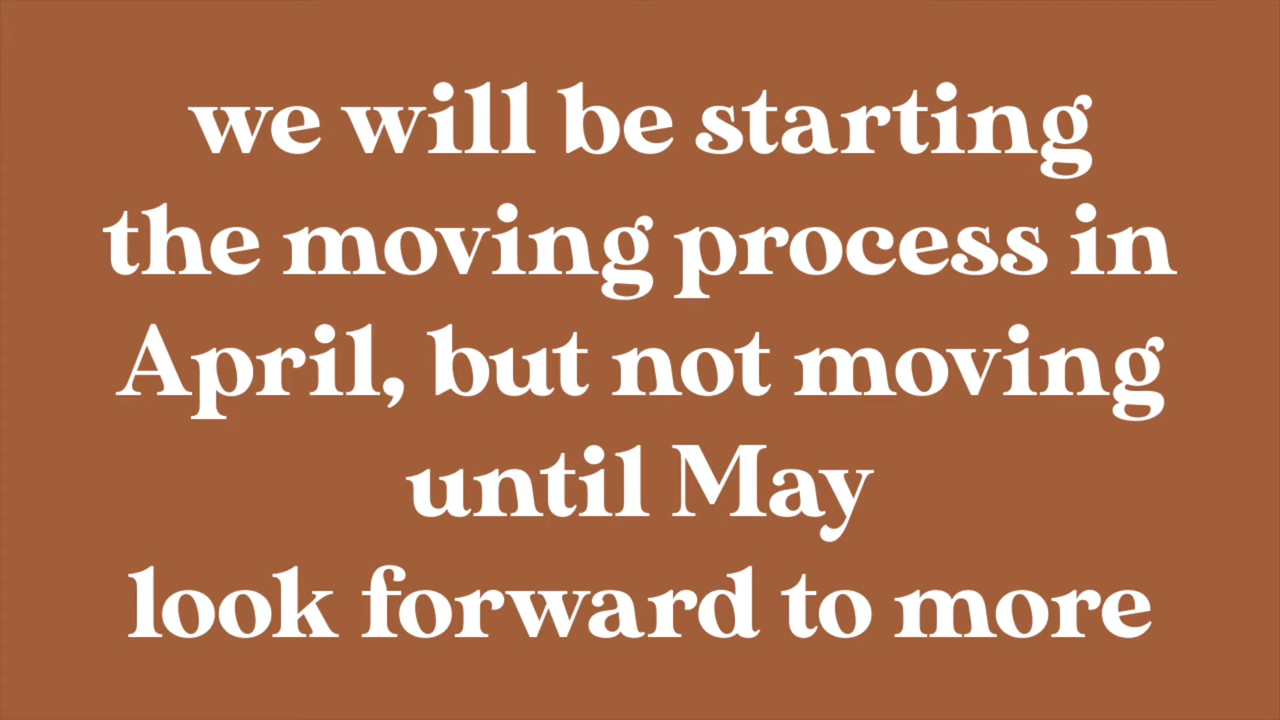 we will be starting
the moving process in
April, but not moving
until May
look forward to more